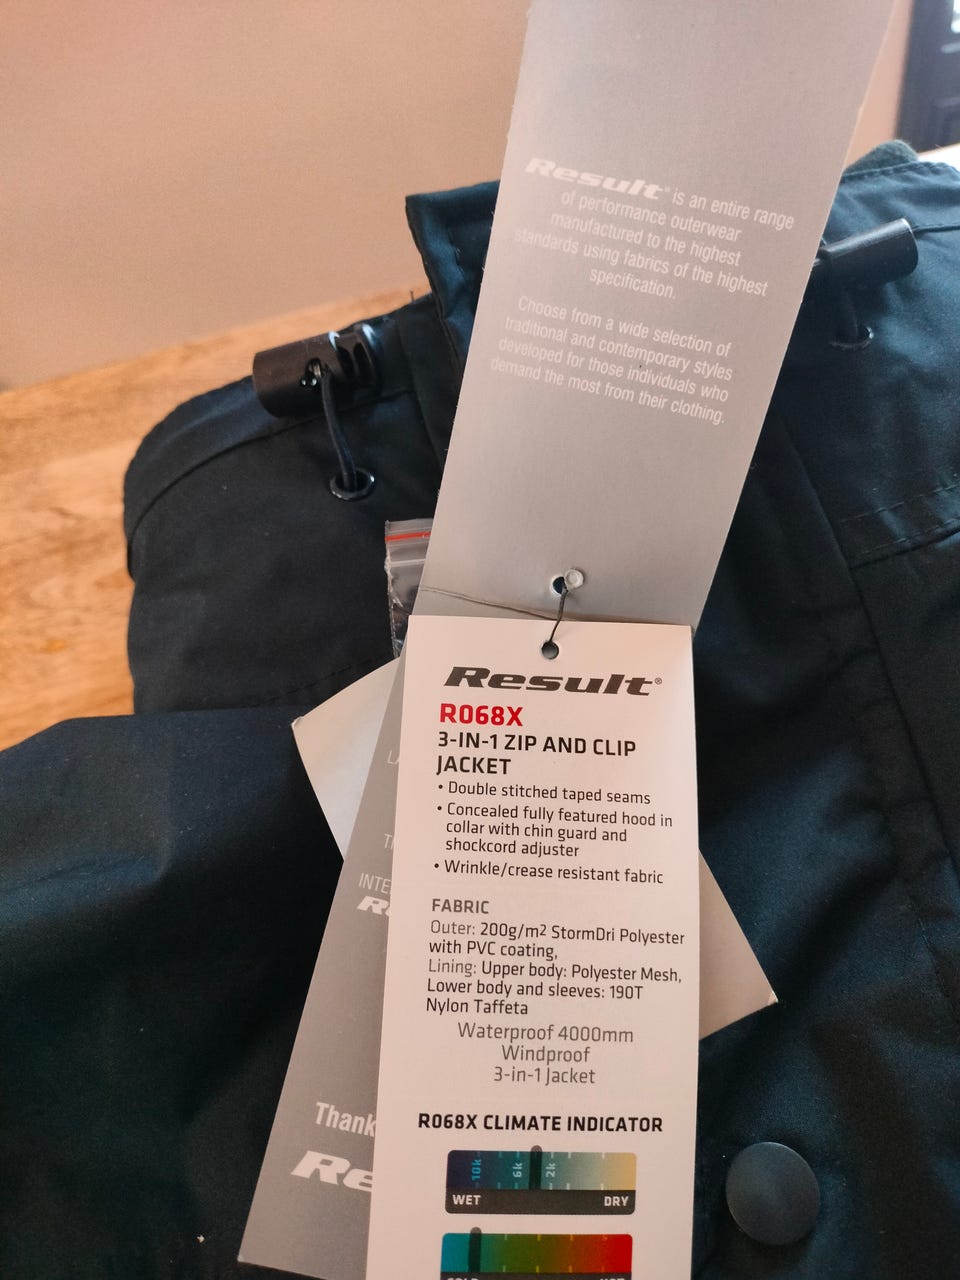 Result® is an entire range
of performance outerwear
manufactured to the highest
standards using fabrics of the highest
specification.
Choose from a wide selection of
traditional and contemporary styles
developed for those individuals who
demand the most from their clothing.
Result®
R068X
3-IN-1 ZIP AND CLIP
JACKET
• Double stitched taped seams
• Concealed fully featured hood in
collar with chin guard and
shockcord adjuster
• Wrinkle/crease resistant fabric
FABRIC
Outer: 200g/m2 StormDri Polyester
with PVC coating,
Lining: Upper body: Polyester Mesh,
Lower body and sleeves: 190T
Nylon Taffeta
Waterproof 4000mm
Windproof
3-in-1 Jacket
R068X CLIMATE INDICATOR
10k 6k 2k
WET DRY
Thank